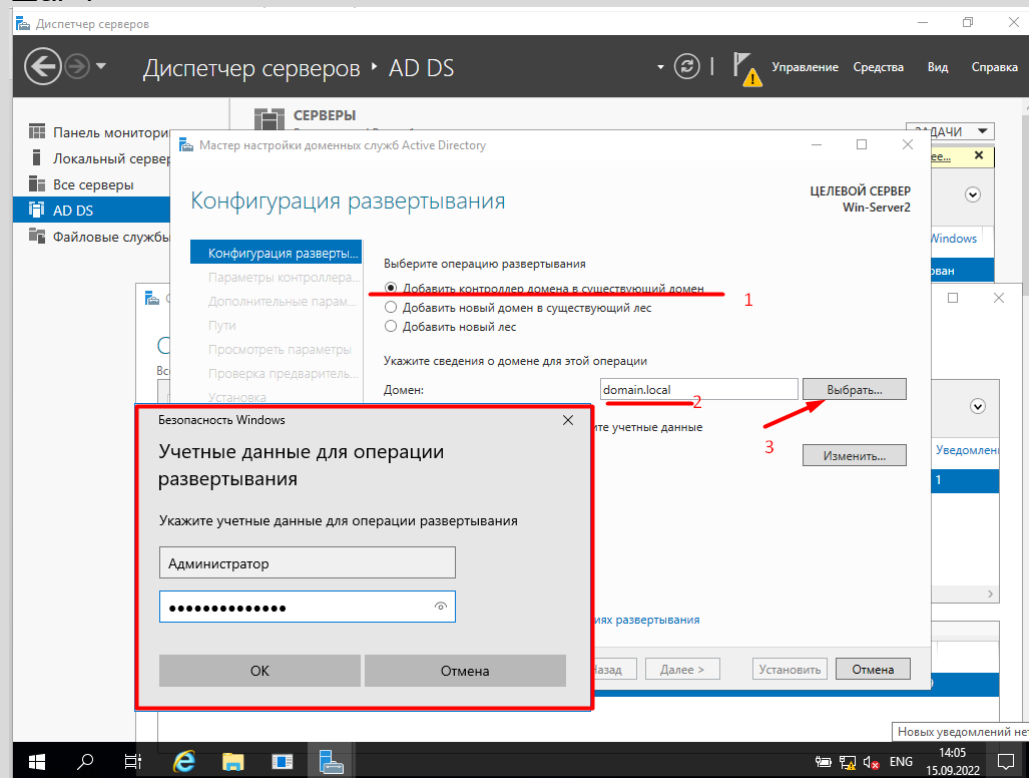 Диспетчер серверов
Диспетчер серверов • AD DS
Управление Средства Вид Справка
Панель монитори
Локальный сервер
Все серверы
AD DS
Файловые службы
СЕРВЕРЫ
ЗАДАЧИ
ее...
Windows
ован
Мастер настройки доменных служб Active Directory
Конфигурация развертывания
ЦЕЛЕВОЙ СЕРВЕР
Win-Server2
Конфигурация разверты...
Параметры контроллера...
Дополнительные парам...
Пути
Просмотреть параметры
Проверка предваритель...
Установка
Выберите операцию развертывания
Добавить контроллер домена в существующий домен
1
Добавить новый домен в существующий лес
Добавить новый лес
Укажите сведения о домене для этой операции
Домен:
domain.local
Выбрать...
2
3
те учетные данные
Изменить...
Уведомлен
1
иях развертывания
Назад
Далее >
Установить
Отмена
Безопасность Windows
Учетные данные для операции
развертывания
Укажите учетные данные для операции развертывания
Администратор
••••••••••••••
ОК
Отмена
Новых уведомлений нет
ENG
14:05
15.09.2022